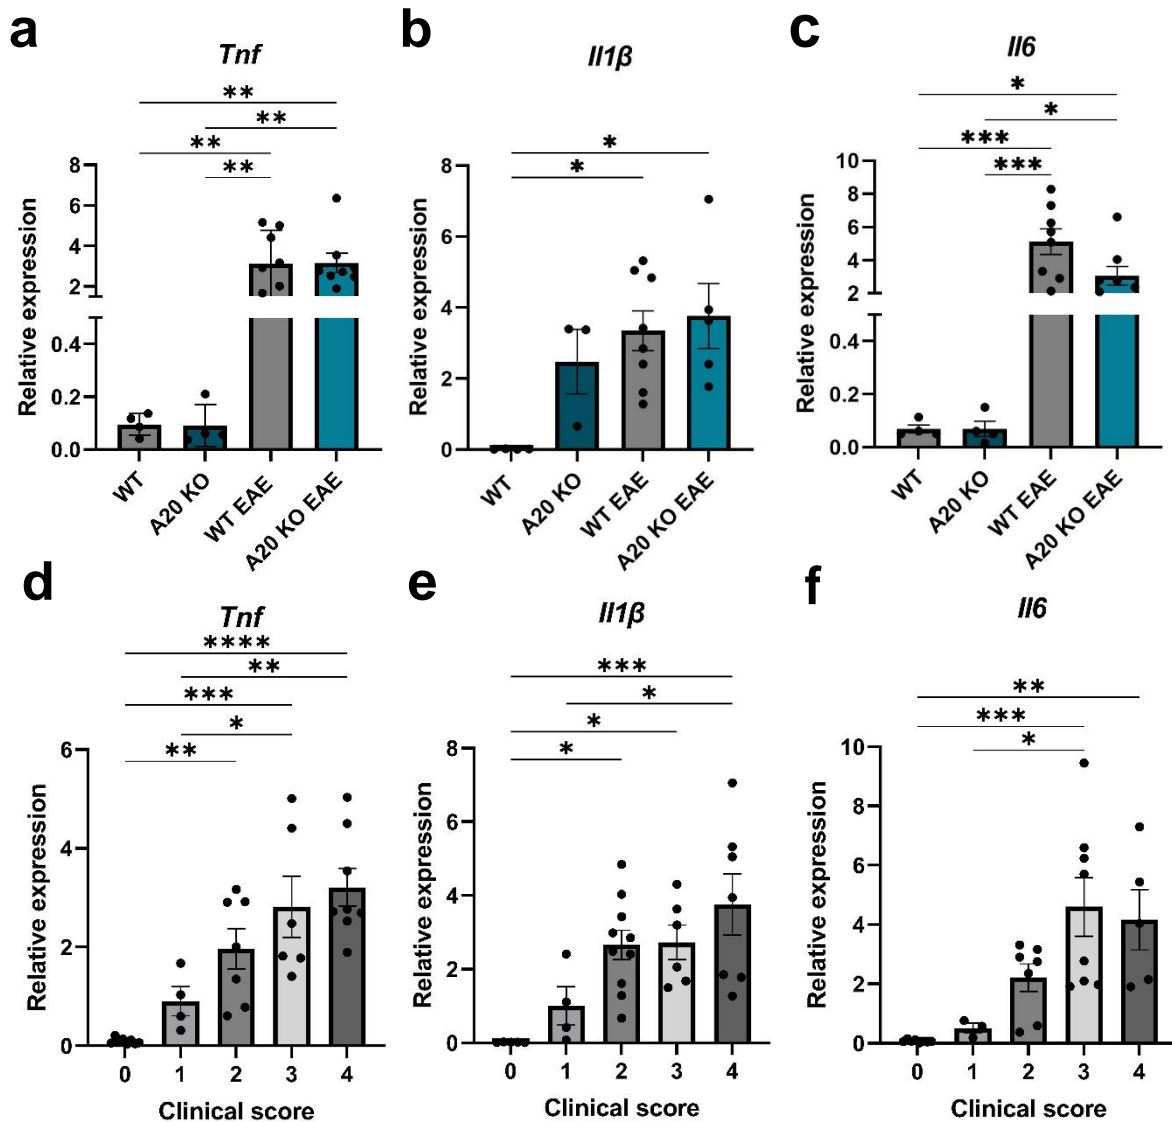 a
Tnf
**
**
**
**
Relative expression
8
6
4
2
0.4
0.2
0.0
WT
A20 KO
WT EAE
A20 KO EAE
b
Il1β
*
*
Relative expression
8
6
4
2
0
WT
A20 KO
WT EAE
A20 KO EAE
c
Il6
*
*
***
***
Relative expression
10
8
6
4
2
0.4
0.2
0.0
WT
A20 KO
WT EAE
A20 KO EAE
d
Tnf
****
**
***
*
**
Relative expression
6
4
2
0
0 1 2 3 4
Clinical score
e
Il1β
***
*
*
*
Relative expression
8
6
4
2
0
0 1 2 3 4
Clinical score
f
Il6
**
***
*
Relative expression
10
8
6
4
2
0
0 1 2 3 4
Clinical score